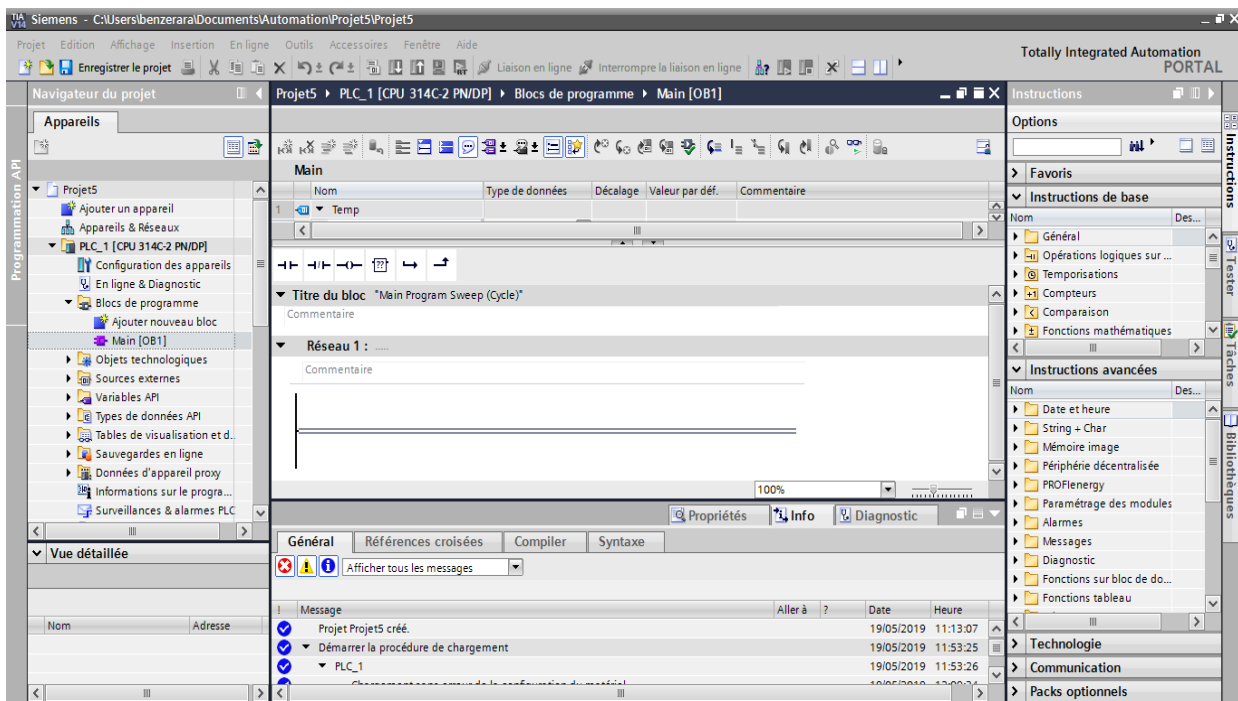 TIA V14 Siemens - C:\Users\benzerara\Documents\Automation\Projet5\Projet5
Projet Edition Affichage Insertion En ligne Outils Accessoires Fenêtre Aide
Enregistrer le projet Liaison en ligne Interrompre la liaison en ligne
Totally Integrated Automation
PORTAL
Programmation API
Navigateur du projet
Appareils
Projet5
Ajouter un appareil
Appareils & Réseaux
PLC_1 [CPU 314C-2 PN/DP]
Configuration des appareils
En ligne & Diagnostic
Blocs de programme
Ajouter nouveau bloc
Main [OB1]
Objets technologiques
Sources externes
Variables API
Types de données API
Tables de visualisation et d..
Sauvegardes en ligne
Données d'appareil proxy
Informations sur le progra...
Surveillances & alarmes PLC
Vue détaillée
Nom Adresse
Projet5 PLC_1 [CPU 314C-2 PN/DP] Blocs de programme Main [OB1]
Main
Nom Type de données Décalage Valeur par déf. Commentaire
1 Temp
??
Titre du bloc "Main Program Sweep (Cycle)"
Commentaire
Réseau 1 : .....
Commentaire
100%
Propriétés Info Diagnostic
Général Références croisées Compiler Syntaxe
Afficher tous les messages
! Message Aller à ? Date Heure
Projet Projet5 créé. 19/05/2019 11:13:07
Démarrer la procédure de chargement 19/05/2019 11:53:25
PLC_1 19/05/2019 11:53:26
Instructions
Options
Favoris
Instructions de base
Nom Des...
Général
Opérations logiques sur ...
Temporisations
Compteurs
Comparaison
Fonctions mathématiques
Instructions avancées
Nom Des...
Date et heure
String + Char
Mémoire image
Périphérie décentralisée
PROFIenergy
Paramétrage des modules
Alarmes
Messages
Diagnostic
Fonctions sur bloc de do...
Fonctions tableau
Technologie
Communication
Packs optionnels
Instructions
Tester
Tâches
Bibliothèques